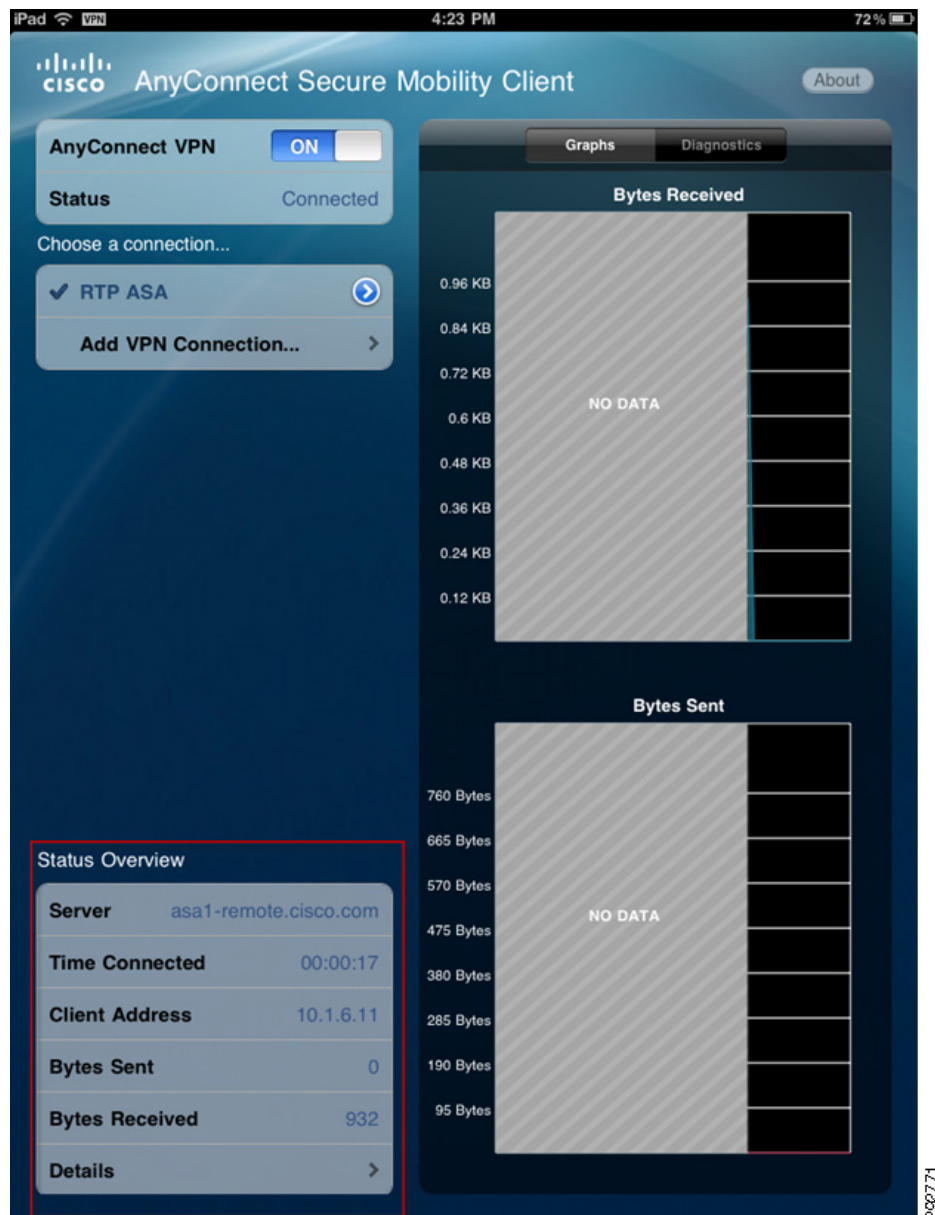 iPad VPN 4:23 PM 72%
CISCO AnyConnect Secure Mobility Client About
AnyConnect VPN ON
Status Connected
Choose a connection...
RTP ASA
Add VPN Connection...
Status Overview
Server asa1-remote.cisco.com
Time Connected 00:00:17
Client Address 10.1.6.11
Bytes Sent 0
Bytes Received 932
Details
Graphs Diagnostics
Bytes Received
0.96 KB
0.84 KB
0.72 KB
0.6 KB
0.48 KB
0.36 KB
0.24 KB
0.12 KB
NO DATA
Bytes Sent
760 Bytes
665 Bytes
570 Bytes
475 Bytes
380 Bytes
285 Bytes
190 Bytes
95 Bytes
NO DATA